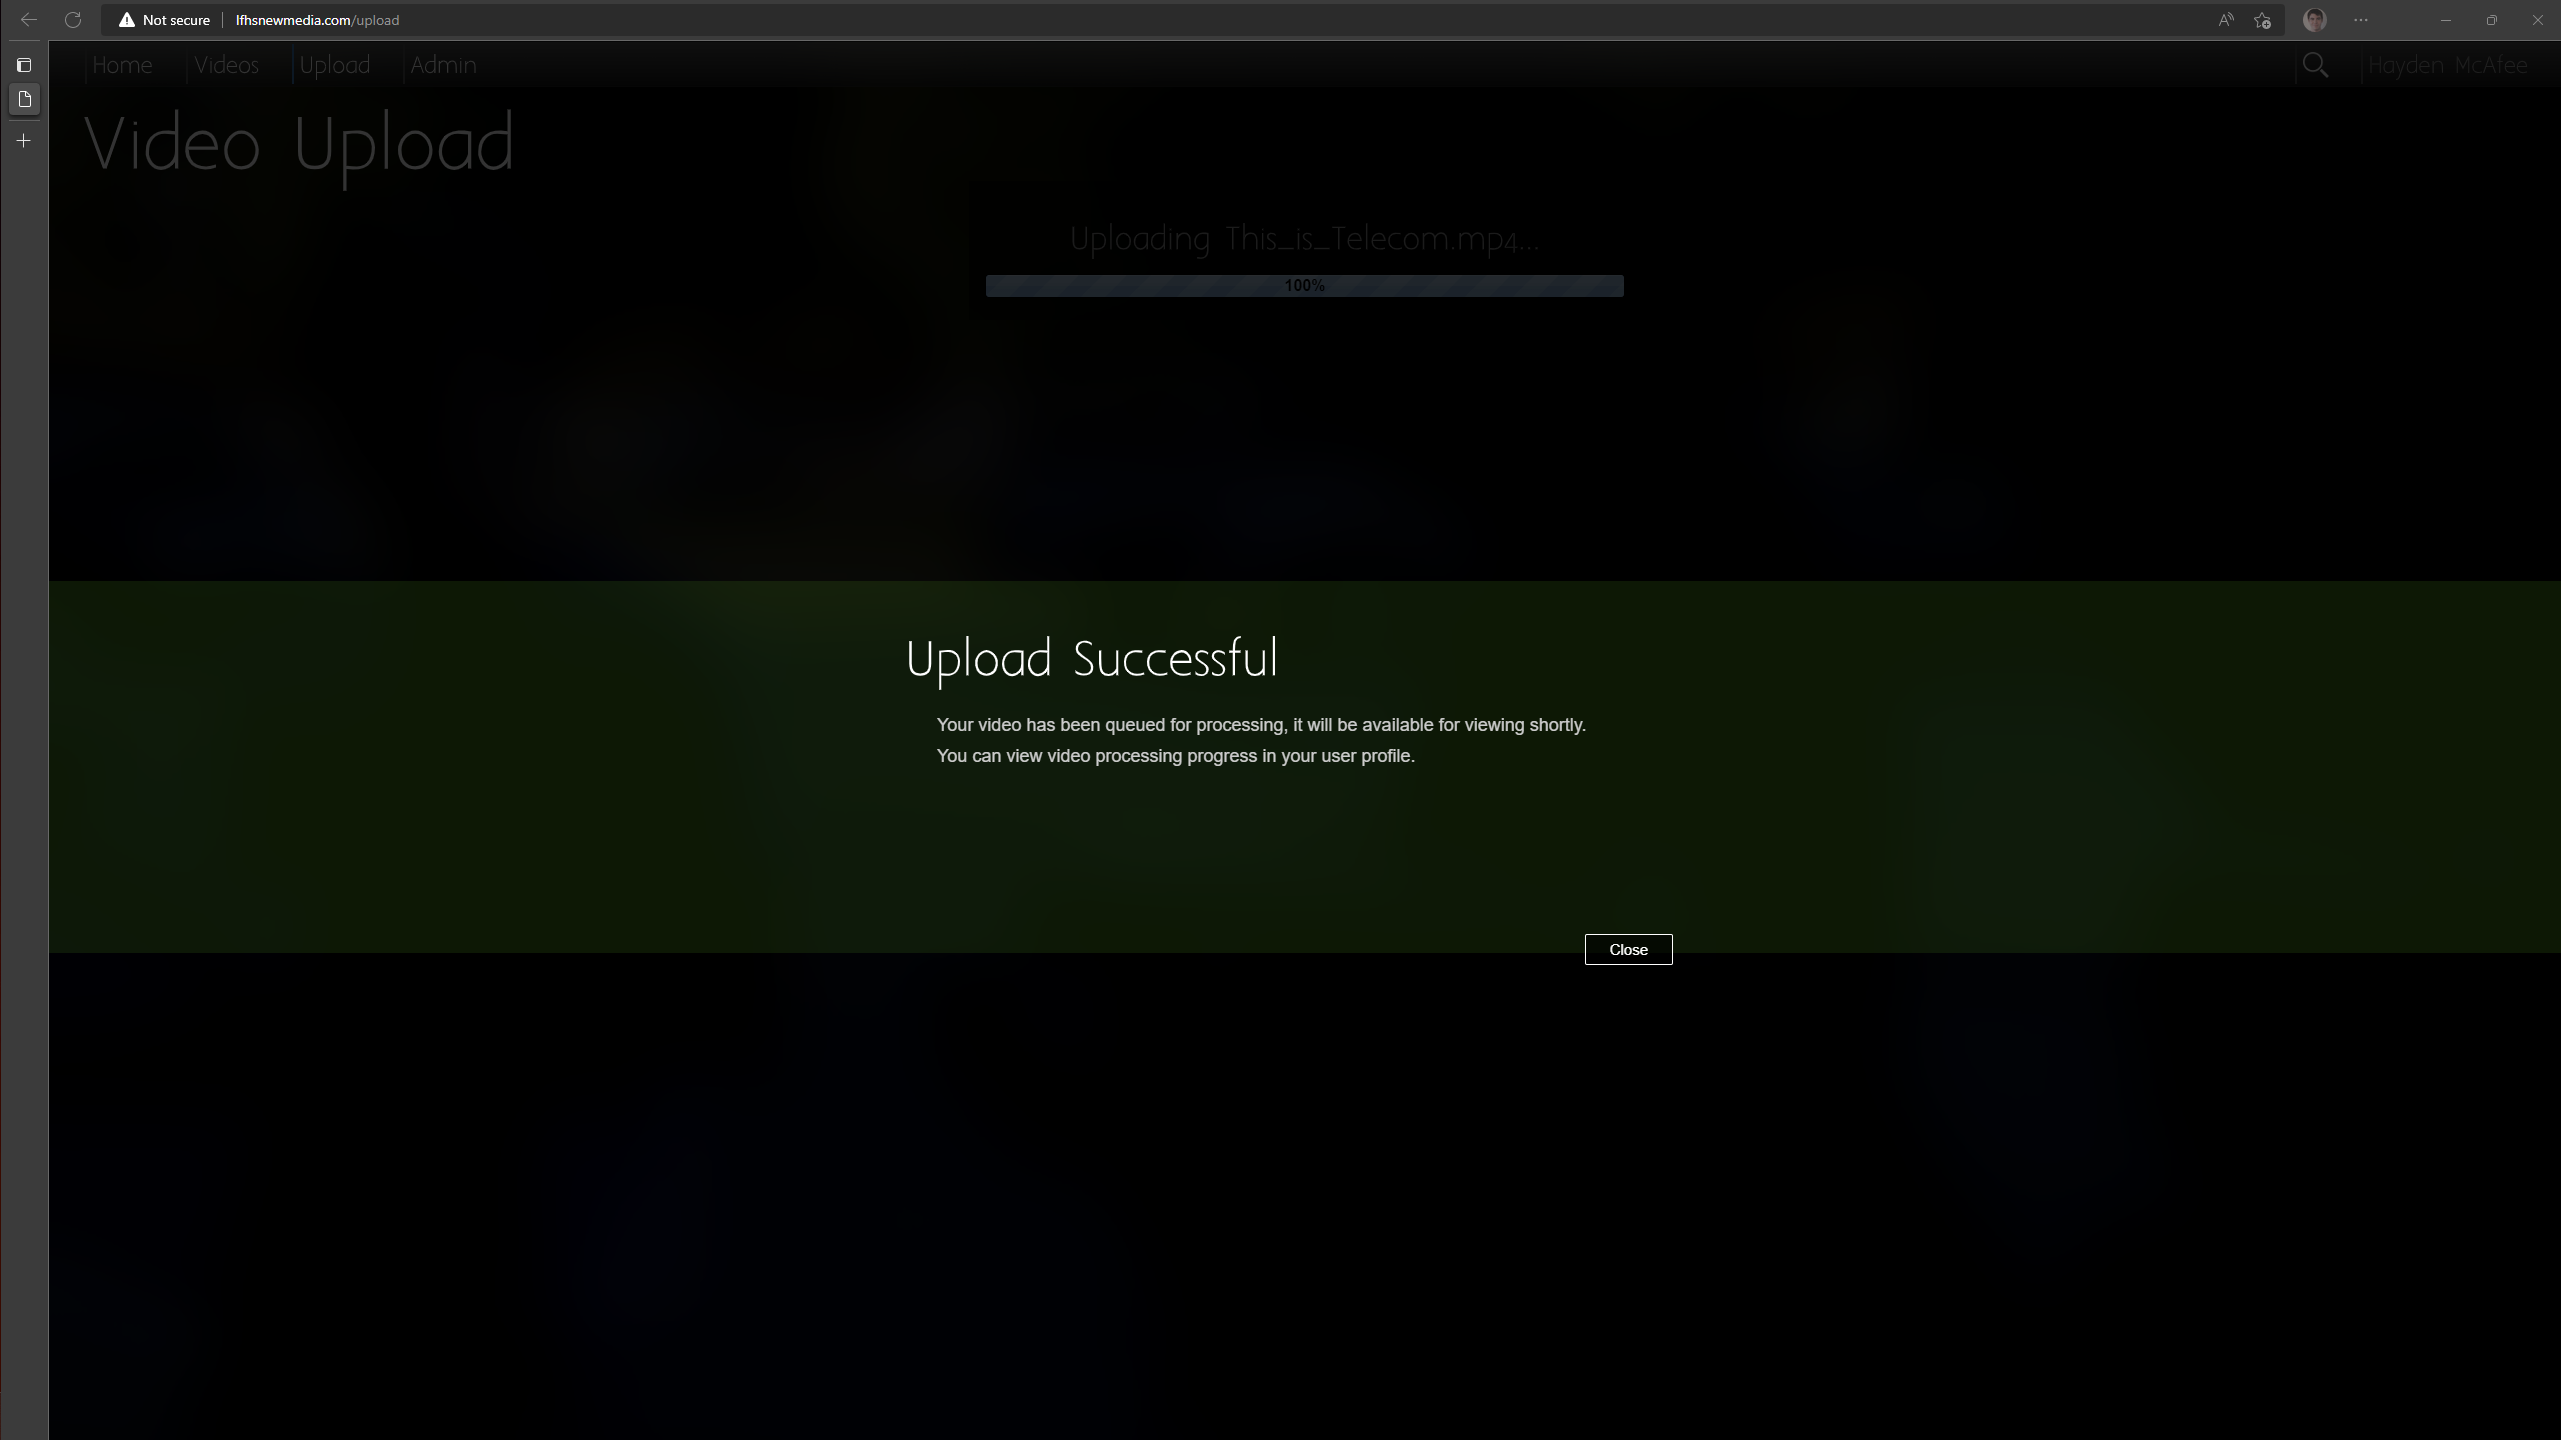 Not secure | lfhsnewmedia.com/upload
Home Videos Upload Admin Hayden McAfee
Video Upload
Uploading This_is_Telecom.mp4...
100%
Upload Successful
Your video has been queued for processing, it will be available for viewing shortly.
You can view video processing progress in your user profile.
Close